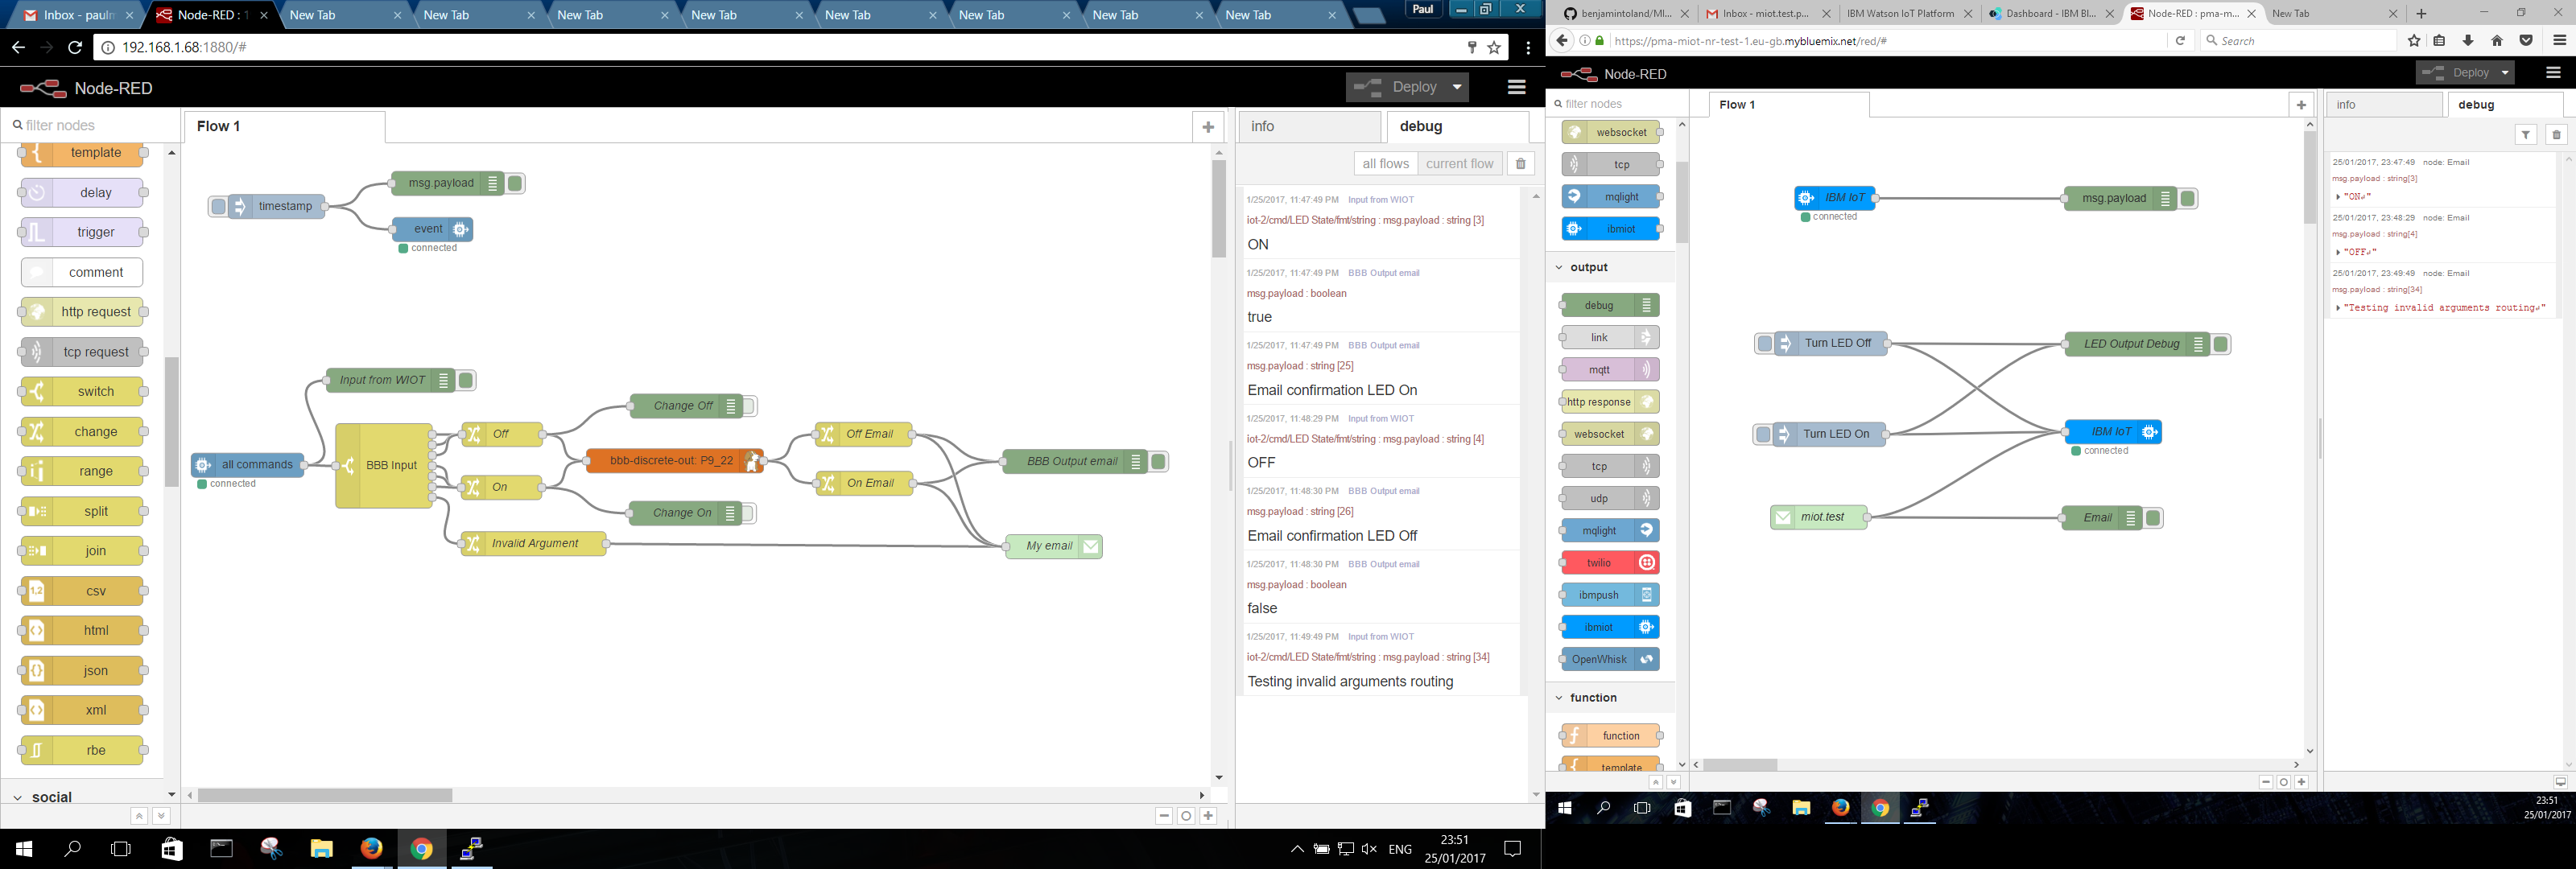 Inbox - paulm
Node-RED : 1
New Tab
New Tab
New Tab
New Tab
New Tab
New Tab
New Tab
New Tab
Paul
192.168.1.68:1880/#
Node-RED
Deploy
filter nodes
Flow 1
info
debug
all flows
current flow
template
delay
trigger
comment
http request
tcp request
switch
change
range
split
join
csv
html
json
xml
rbe
social
timestamp
msg.payload
event
connected
Input from WIOT
all commands
connected
BBB Input
Off
On
Invalid Argument
Change Off
bbb-discrete-out: P9_22
Change On
Off Email
On Email
BBB Output email
My email
1/25/2017, 11:47:49 PM Input from WIOT
iot-2/cmd/LED State/fmt/string : msg.payload : string [3]
ON
1/25/2017, 11:47:49 PM BBB Output email
msg.payload : boolean
true
1/25/2017, 11:47:49 PM BBB Output email
msg.payload : string [25]
Email confirmation LED On
1/25/2017, 11:48:29 PM Input from WIOT
iot-2/cmd/LED State/fmt/string : msg.payload : string [4]
OFF
1/25/2017, 11:48:30 PM BBB Output email
msg.payload : string [26]
Email confirmation LED Off
1/25/2017, 11:48:30 PM BBB Output email
msg.payload : boolean
false
1/25/2017, 11:49:49 PM Input from WIOT
iot-2/cmd/LED State/fmt/string : msg.payload : string [34]
Testing invalid arguments routing
ENG
23:51
25/01/2017
benjamintoland/MI...
Inbox - miot.test.p...
IBM Watson IoT Platform
Dashboard - IBM Bl...
Node-RED : pma-m...
New Tab
https://pma-miot-nr-test-1.eu-gb.mybluemix.net/red/#
Search
Node-RED
Deploy
filter nodes
Flow 1
info
debug
websocket
tcp
mqlight
ibmiot
output
debug
link
mqtt
http response
websocket
tcp
udp
mqlight
twilio
ibmpush
ibmiot
OpenWhisk
function
function
template
IBM IoT
connected
msg.payload
Turn LED Off
LED Output Debug
Turn LED On
IBM IoT
connected
miot.test
Email
25/01/2017, 23:47:49 node: Email
msg.payload : string[3]
"ON↵"
25/01/2017, 23:48:29 node: Email
msg.payload : string[4]
"OFF↵"
25/01/2017, 23:49:49 node: Email
msg.payload : string[34]
"Testing invalid arguments routing↵"
23:51
25/01/2017